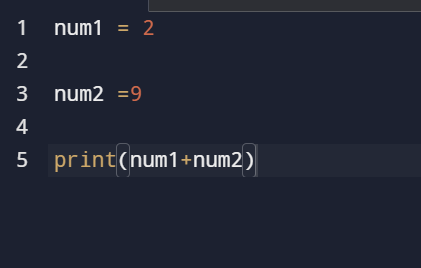 1 num1 = 2
2
3 num2 =9
4
5 print(num1+num2)